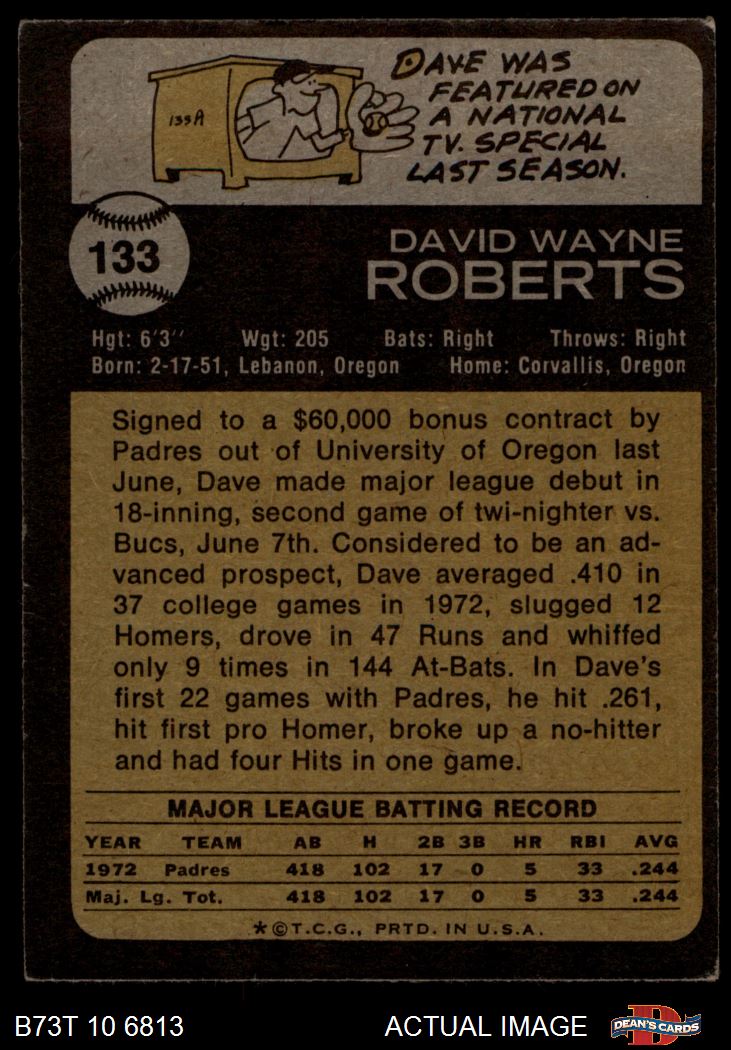 DAVE WAS
FEATURED ON
A NATIONAL
TV. SPECIAL
LAST SEASON.
133A
133
DAVID WAYNE
ROBERTS
Hgt: 6'3" Wgt: 205 Bats: Right Throws: Right
Born: 2-17-51, Lebanon, Oregon Home: Corvallis, Oregon
Signed to a $60,000 bonus contract by
Padres out of University of Oregon last
June, Dave made major league debut in
18-inning, second game of twi-nighter vs.
Bucs, June 7th. Considered to be an ad-
vanced prospect, Dave averaged .410 in
37 college games in 1972, slugged 12
Homers, drove in 47 Runs and whiffed
only 9 times in 144 At-Bats. In Dave's
first 22 games with Padres, he hit .261,
hit first pro Homer, broke up a no-hitter
and had four Hits in one game.
MAJOR LEAGUE BATTING RECORD
YEAR TEAM AB H 2B 3B HR RBI AVG
1972 Padres 418 102 17 0 5 33 .244
Maj. Lg. Tot. 418 102 17 0 5 33 .244
*©T.C.G., PRTD. IN U.S.A.
B73T 10 6813 ACTUAL IMAGE D DEAN'S CARDS